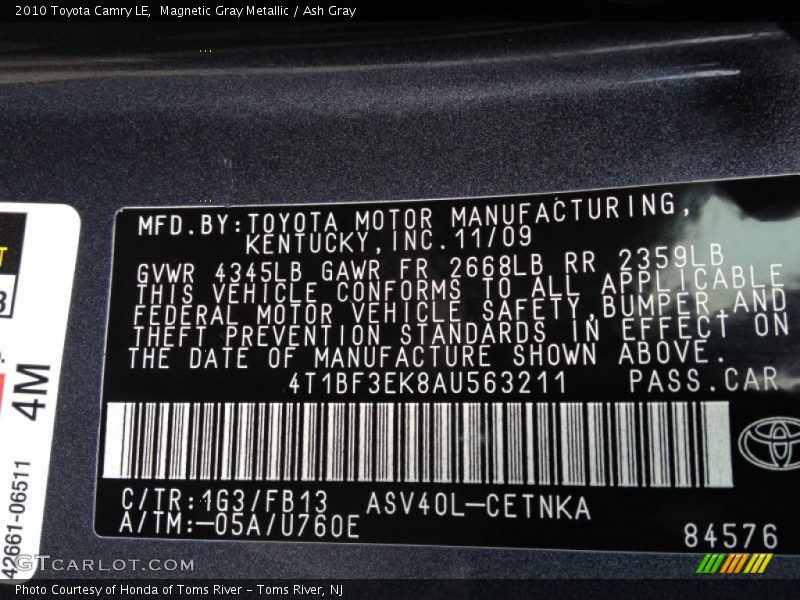 2010 Toyota Camry LE, Magnetic Gray Metallic / Ash Gray
MFD.BY:TOYOTA MOTOR MANUFACTURING,
KENTUCKY,INC.11/09
GVWR 4345LB GAWR FR 2668LB RR 2359LB
THIS VEHICLE CONFORMS TO ALL APPLICABLE
FEDERAL MOTOR VEHICLE SAFETY,BUMPER,AND
THEFT PREVENTION STANDARDS IN EFFECT ON
THE DATE OF MANUFACTURE SHOWN ABOVE.
4T1BF3EK8AU563211 PASS.CAR
C/TR:1G3/FB13 ASV40L-CETNKA
A/TM:-05A/U760E
84576
4M
42661-06511
GTCARLOT.COM
Photo Courtesy of Honda of Toms River - Toms River, NJ